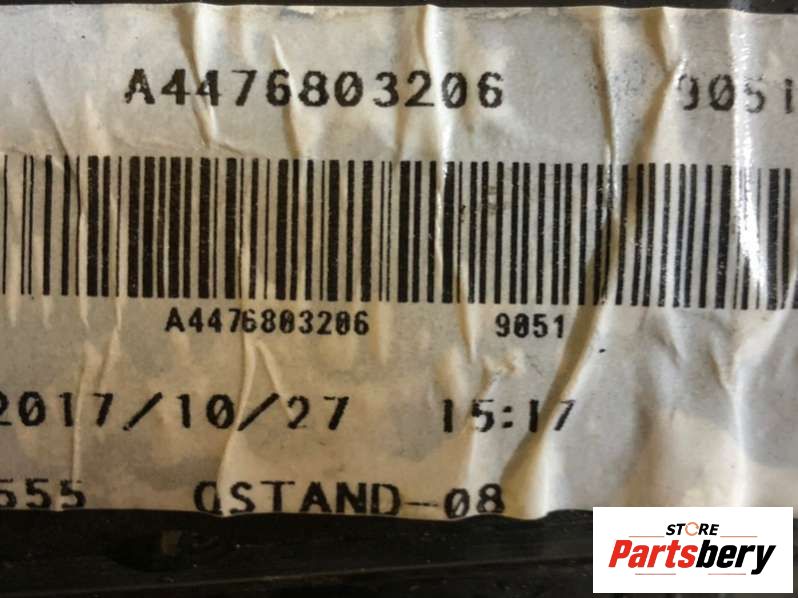 A4476803206 9051
A4476803206 9051
2017/10/27 15:17
555 QSTAND-08
STORE
Partsbery